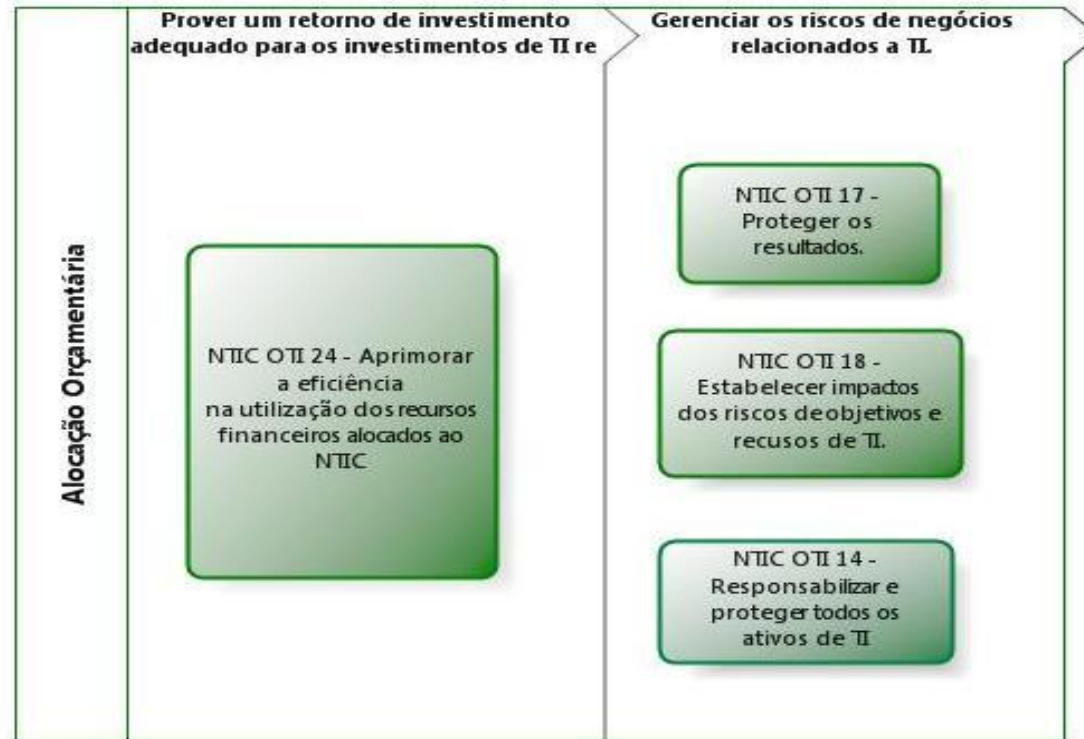 Prover um retorno de investimento
adequado para os investimentos de TI re
Gerenciar os riscos de negócios
relacionados a TI.
Alocação Orçamentária
NTIC OTI 24 - Aprimorar
a eficiência
na utilização dos recursos
financeiros alocados ao
NTIC
NTIC OTI 17 -
Proteger os
resultados.
NTIC OTI 18 -
Estabelecer impactos
dos riscos de objetivos e
recusos de TI.
NTIC OTI 14 -
Responsabilizar e
proteger todos os
ativos de TI